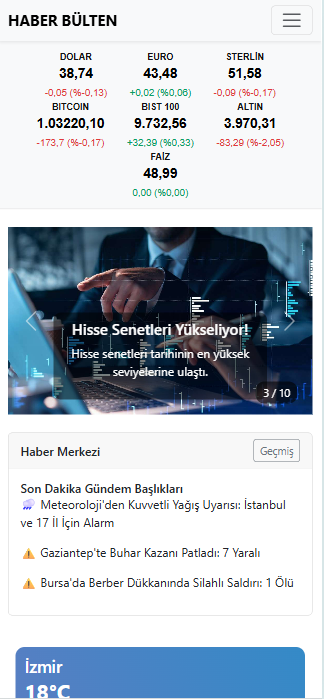 HABER BÜLTEN
DOLAR EURO STERLİN
38,74 43,48 51,58
-0,05 (%-0,13) +0,02 (%0,06) -0,09 (%-0,17)
BITCOIN BIST 100 ALTIN
1.03220,10 9.732,56 3.970,31
-173,7 (%-0,17) +32,39 (%0,33) -83,29 (%-2,05)
FAİZ
48,99
0,00 (%0,00)
Hisse Senetleri Yükseliyor!
Hisse senetleri tarihinin en yüksek
seviyelerine ulaştı.
3 / 10
Haber Merkezi Geçmiş
Son Dakika Gündem Başlıkları
Meteoroloji'den Kuvvetli Yağış Uyarısı: İstanbul
ve 17 İl İçin Alarm
Gaziantep'te Buhar Kazanı Patladı: 7 Yaralı
Bursa'da Berber Dükkanında Silahlı Saldırı: 1 Ölü
İzmir
18°C